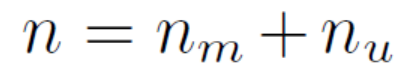 n = n_m + n_u